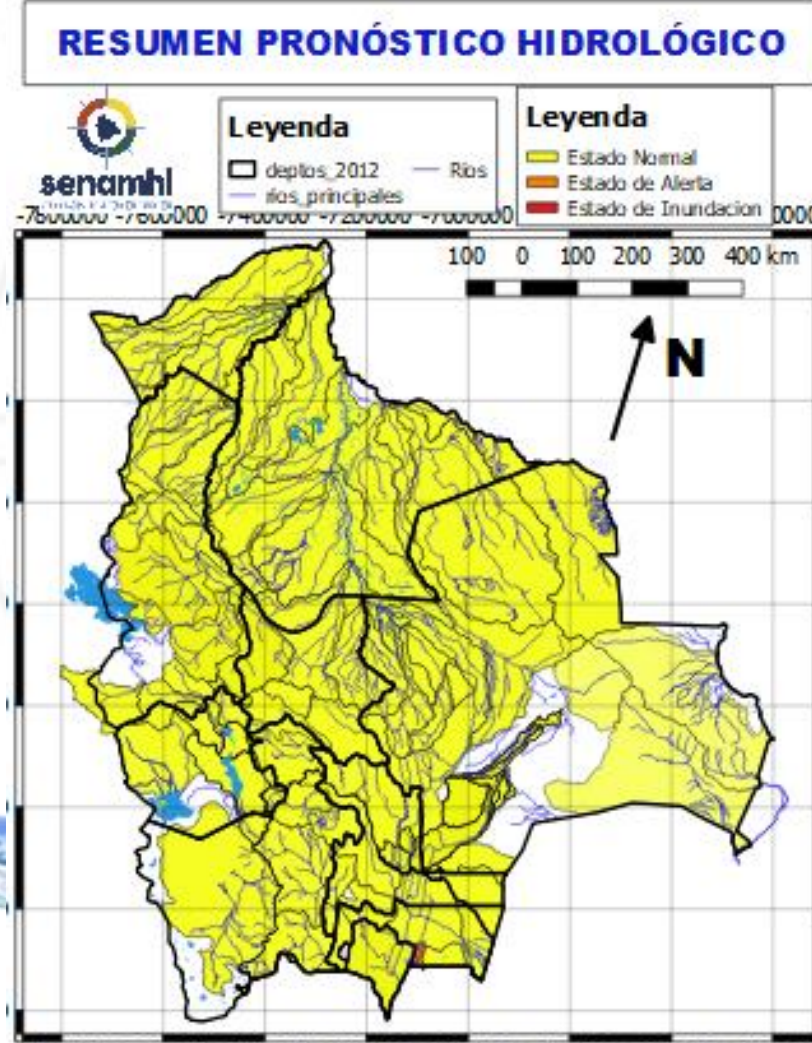 RESUMEN PRONÓSTICO HIDROLÓGICO
senamhi
Leyenda
deptos_2012
Rios
rios_principales
Leyenda
Estado Normal
Estado de Alerta
Estado de Inundacion
-7600000 -7400000 -7200000
100 0 100 200 300 400 km
N